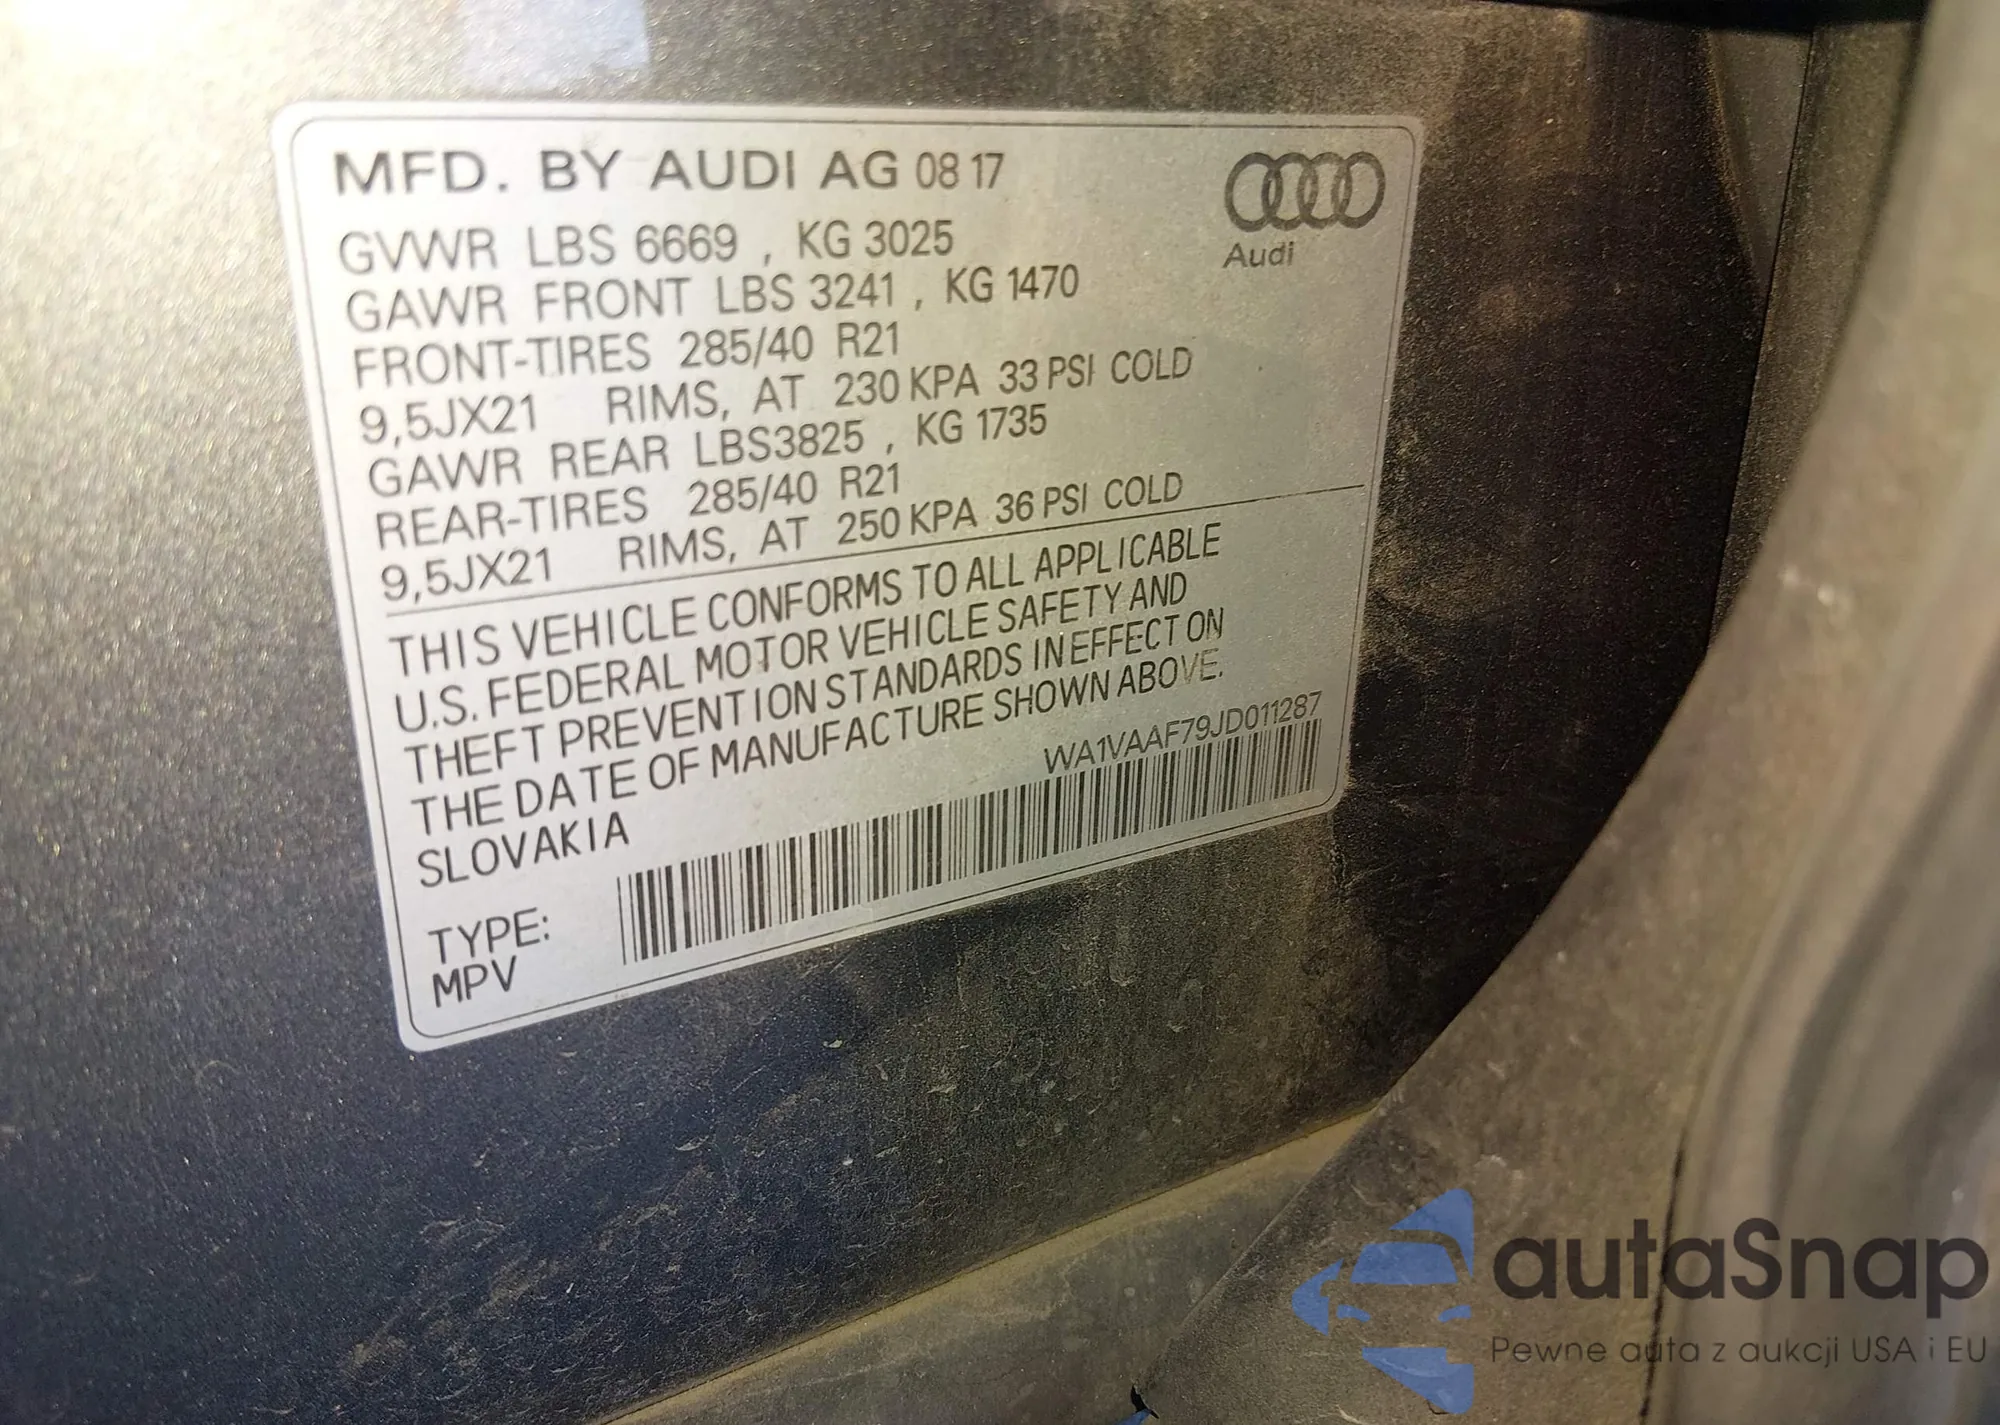 MFD. BY AUDI AG 08 17
GVWR LBS 6669 , KG 3025
GAWR FRONT LBS 3241 , KG 1470
FRONT-TIRES 285/40 R21
9,5JX21 RIMS, AT 230 KPA 33 PSI COLD
GAWR REAR LBS3825 , KG 1735
REAR-TIRES 285/40 R21
9,5JX21 RIMS, AT 250 KPA 36 PSI COLD
Audi
THIS VEHICLE CONFORMS TO ALL APPLICABLE
U.S. FEDERAL MOTOR VEHICLE SAFETY AND
THEFT PREVENTION STANDARDS IN EFFECT ON
THE DATE OF MANUFACTURE SHOWN ABOVE.
SLOVAKIA
WA1VAAF79JD011287
TYPE:
MPV
autaSnap
Pewne auta z aukcji USA i EU